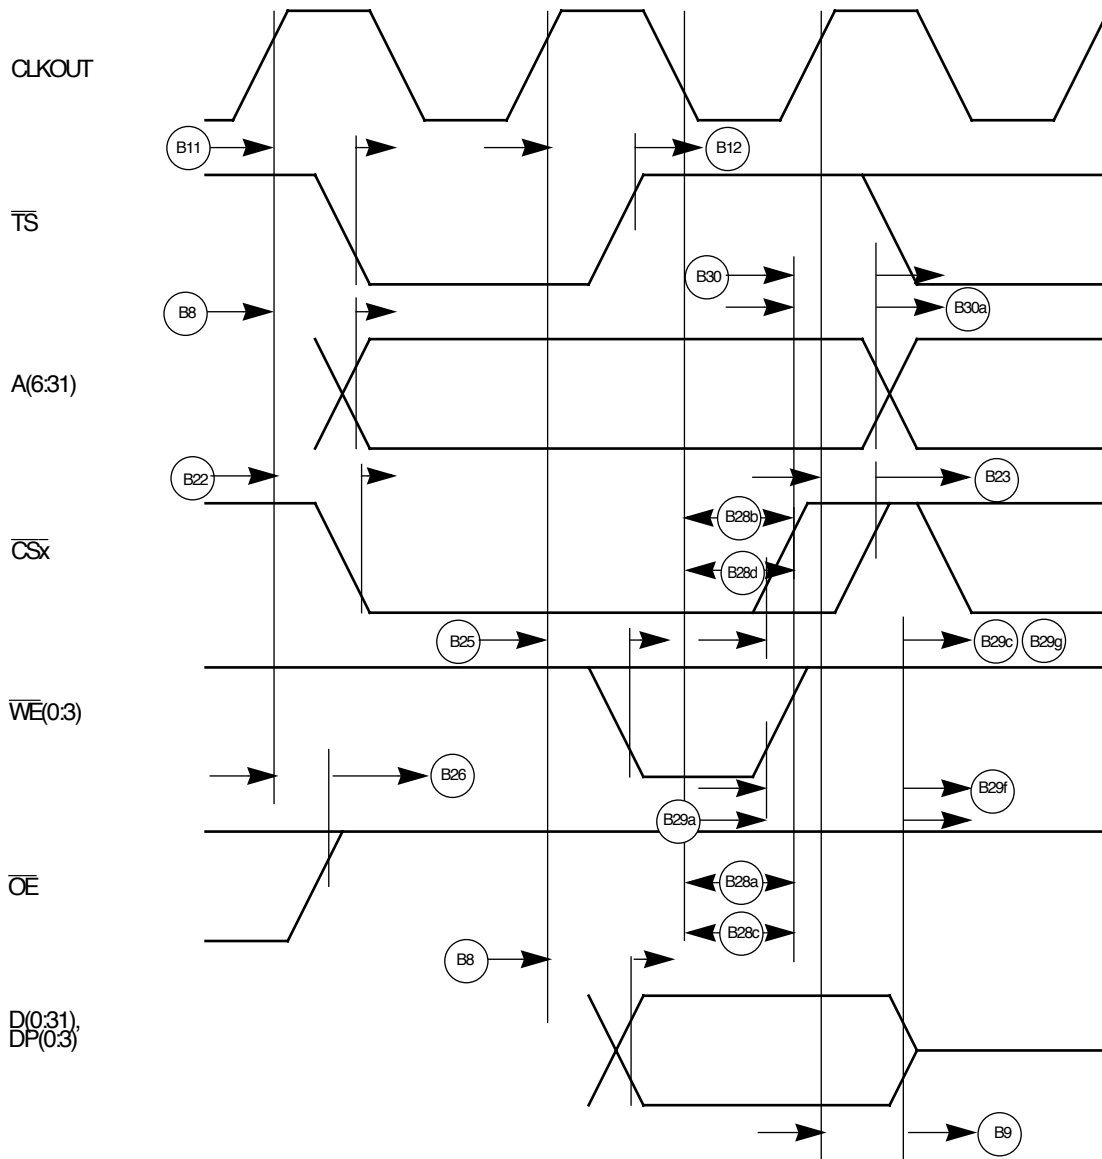 CLKOUT
B11
B12
TS
B30
B8
B30a
A(6:31)
B22
B23
B28b
CSx
B28d
B25
B29c B29g
WE(0:3)
B26
B29f
B29a
OE
B28a
B28c
B8
D(0:31),
DP(0:3)
B9